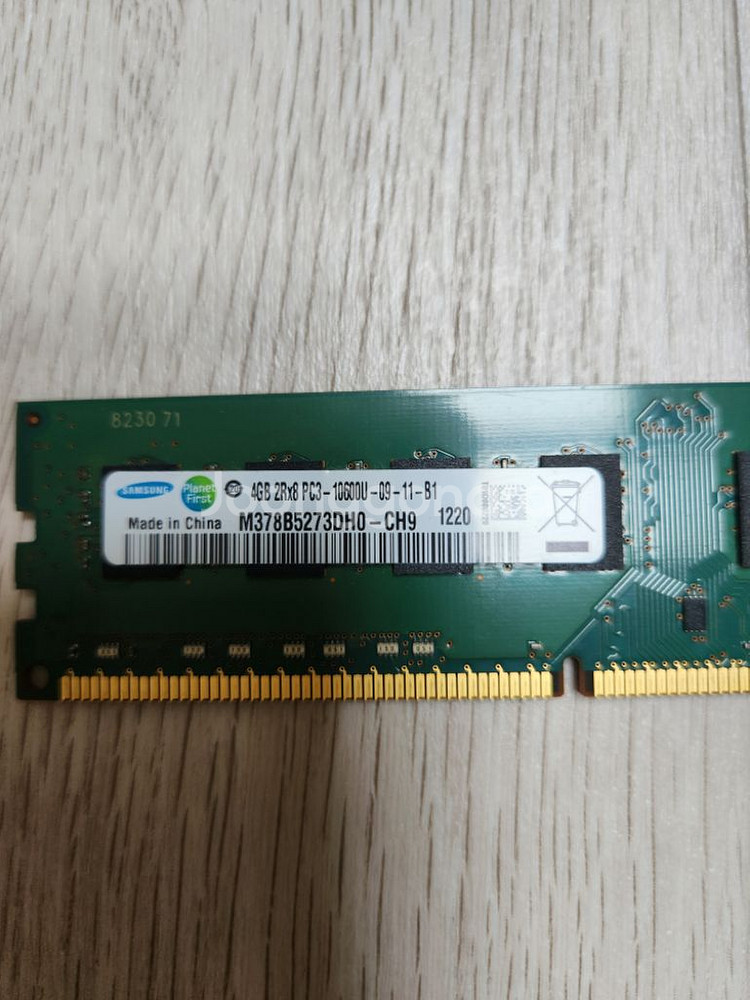 8230 71
SAMSUNG
Planet
First
4GB 2Rx8 PC3-10600U-09-11-B1
Made in China M378B5273DH0-CH9 1220